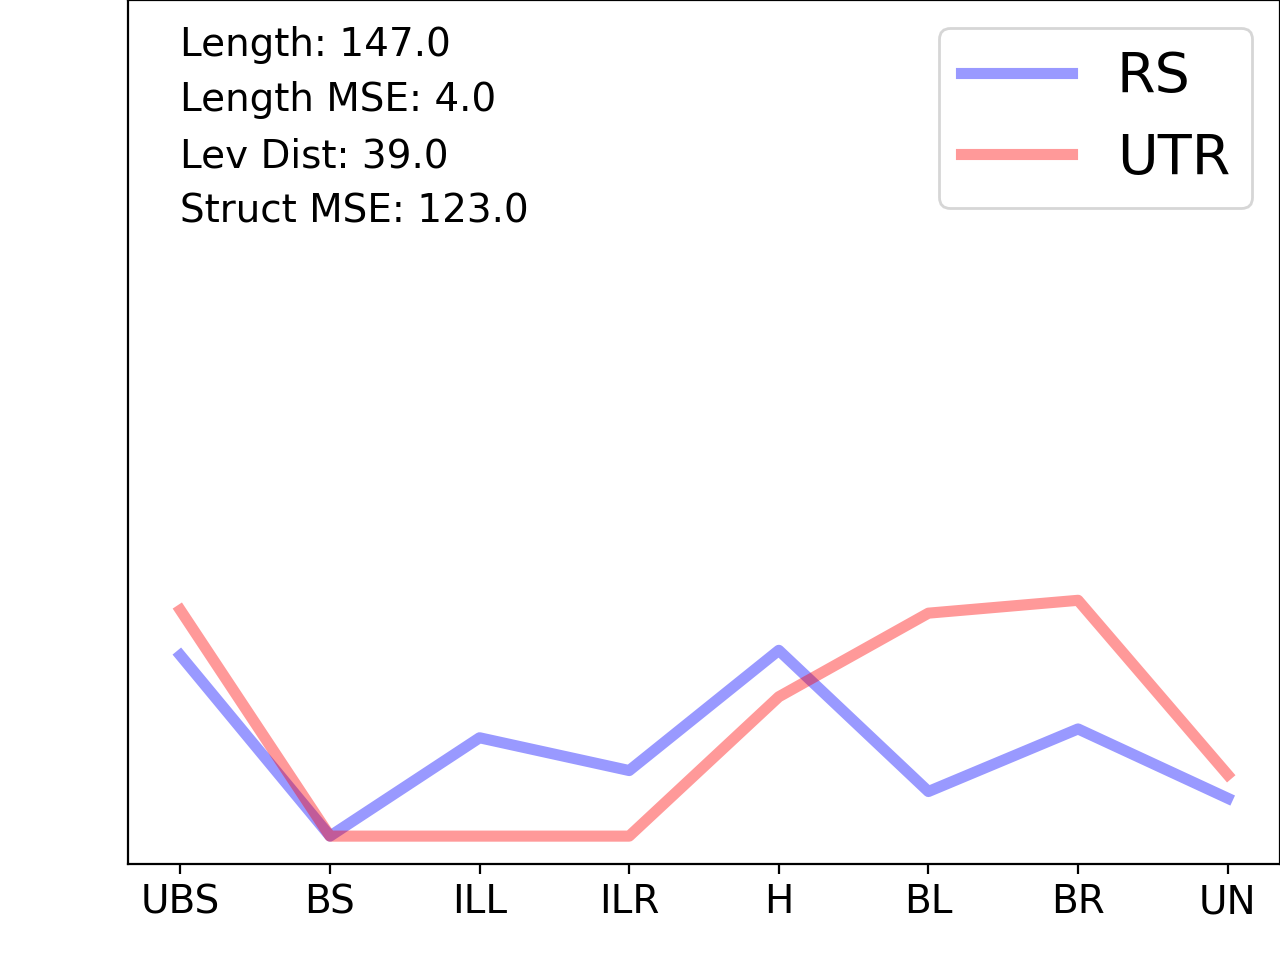 Length: 147.0
Length MSE: 4.0
Lev Dist: 39.0
Struct MSE: 123.0
RS
UTR
UBS BS ILL ILR H BL BR UN